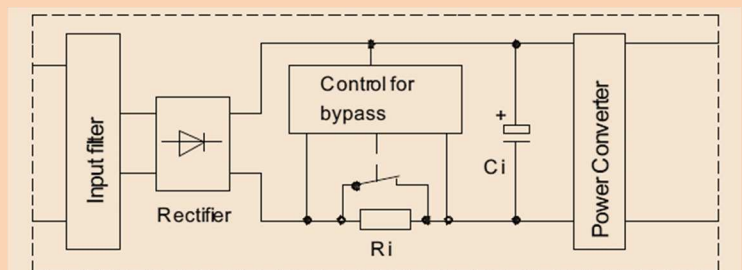 Input filter
Rectifier
Control for
bypass
Ri
+
Ci
Power Converter